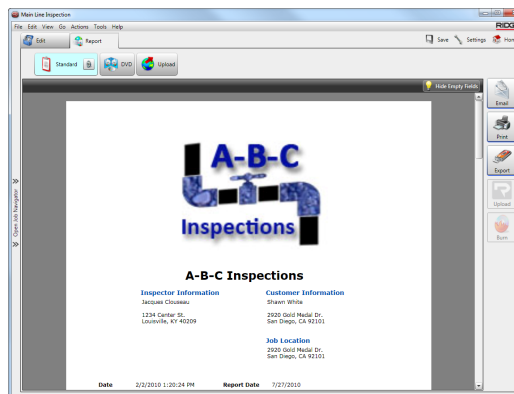 Main Line Inspection
File Edit View Go Actions Tools Help
RIDG
Edit
Report
Save
Settings
Hom
Standard
DVD
Upload
Hide Empty Fields
Email
Print
Export
Upload
Burn
Open Job Navigator
A-B-C
Inspections
A-B-C Inspections
Inspector Information Customer Information
Jacques Clouseau Shawn White
1234 Center St. 2920 Gold Medal Dr.
Louisville, KY 40209 San Diego, CA 92101
Job Location
2920 Gold Medal Dr.
San Diego, CA 92101
Date 2/2/2010 1:20:24 PM Report Date 7/27/2010